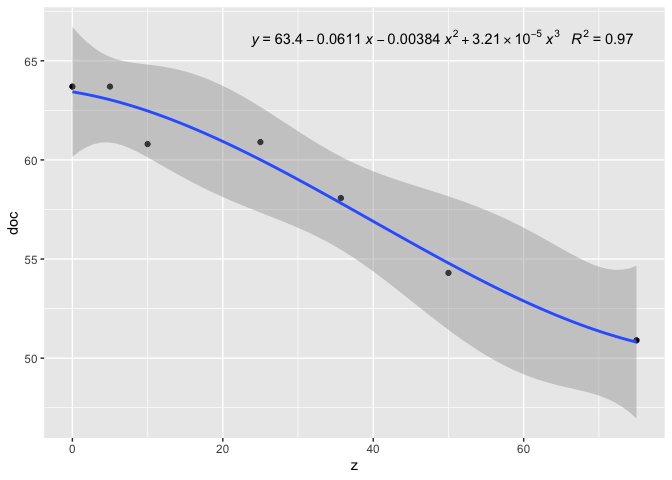 y = 63.4 − 0.0611 x − 0.00384 x² + 3.21 × 10⁻⁵ x³ R² = 0.97
65
60
55
50
doc
0 20 40 60
z